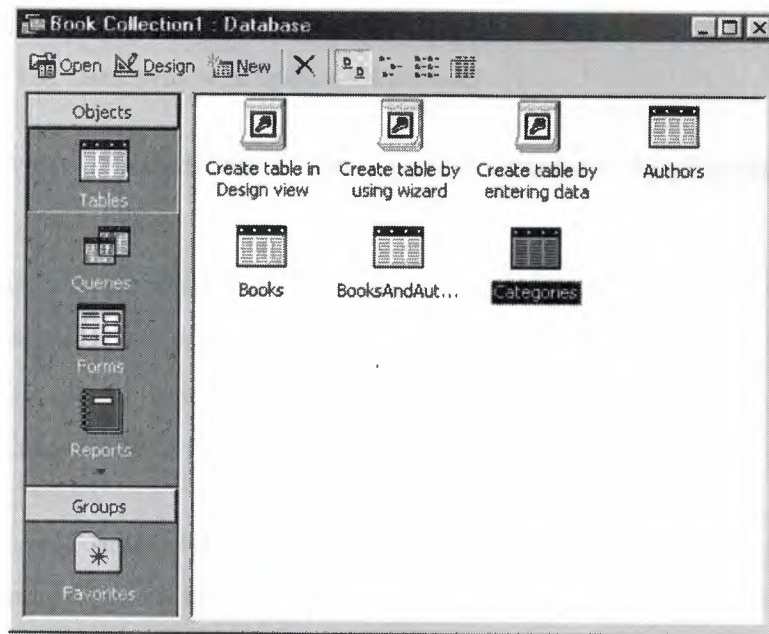 Book Collection1 : Database
Open Design New
Objects
Tables
Queries
Forms
Reports
Groups
Favorites
Create table in Design view
Create table by using wizard
Create table by entering data
Authors
Books
BooksAndAut...
Categories